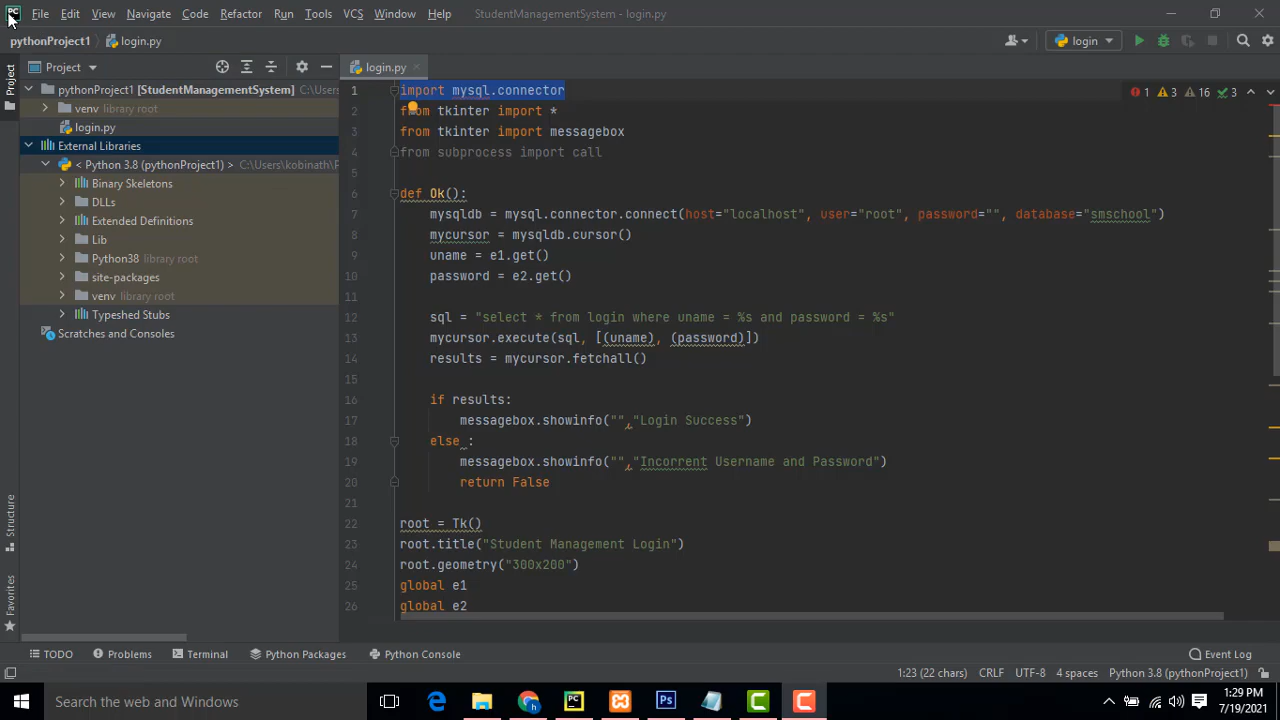 PC File Edit View Navigate Code Refactor Run Tools VCS Window Help StudentManagementSystem - login.py
pythonProject1 login.py login
Project login.py
Project
pythonProject1 [StudentManagementSystem] C:\Users
venv library root
login.py
External Libraries
< Python 3.8 (pythonProject1) > C:\Users\kobinath\P
Binary Skeletons
DLLs
Extended Definitions
Lib
Python38 library root
site-packages
venv library root
Typeshed Stubs
Scratches and Consoles
1 import mysql.connector 1 3 16 3
2 from tkinter import *
3 from tkinter import messagebox
4 from subprocess import call
5
6 def Ok():
7 mysqldb = mysql.connector.connect(host="localhost", user="root", password="", database="smschool")
8 mycursor = mysqldb.cursor()
9 uname = e1.get()
10 password = e2.get()
11
12 sql = "select * from login where uname = %s and password = %s"
13 mycursor.execute(sql, [(uname), (password)])
14 results = mycursor.fetchall()
15
16 if results:
17 messagebox.showinfo("","Login Success")
18 else :
19 messagebox.showinfo("","Incorrent Username and Password")
20 return False
21
22 root = Tk()
23 root.title("Student Management Login")
24 root.geometry("300x200")
25 global e1
26 global e2
Structure
Favorites
TODO Problems Terminal Python Packages Python Console Event Log
1:23 (22 chars) CRLF UTF-8 4 spaces Python 3.8 (pythonProject1)
Search the web and Windows
1:29 PM
7/19/2021